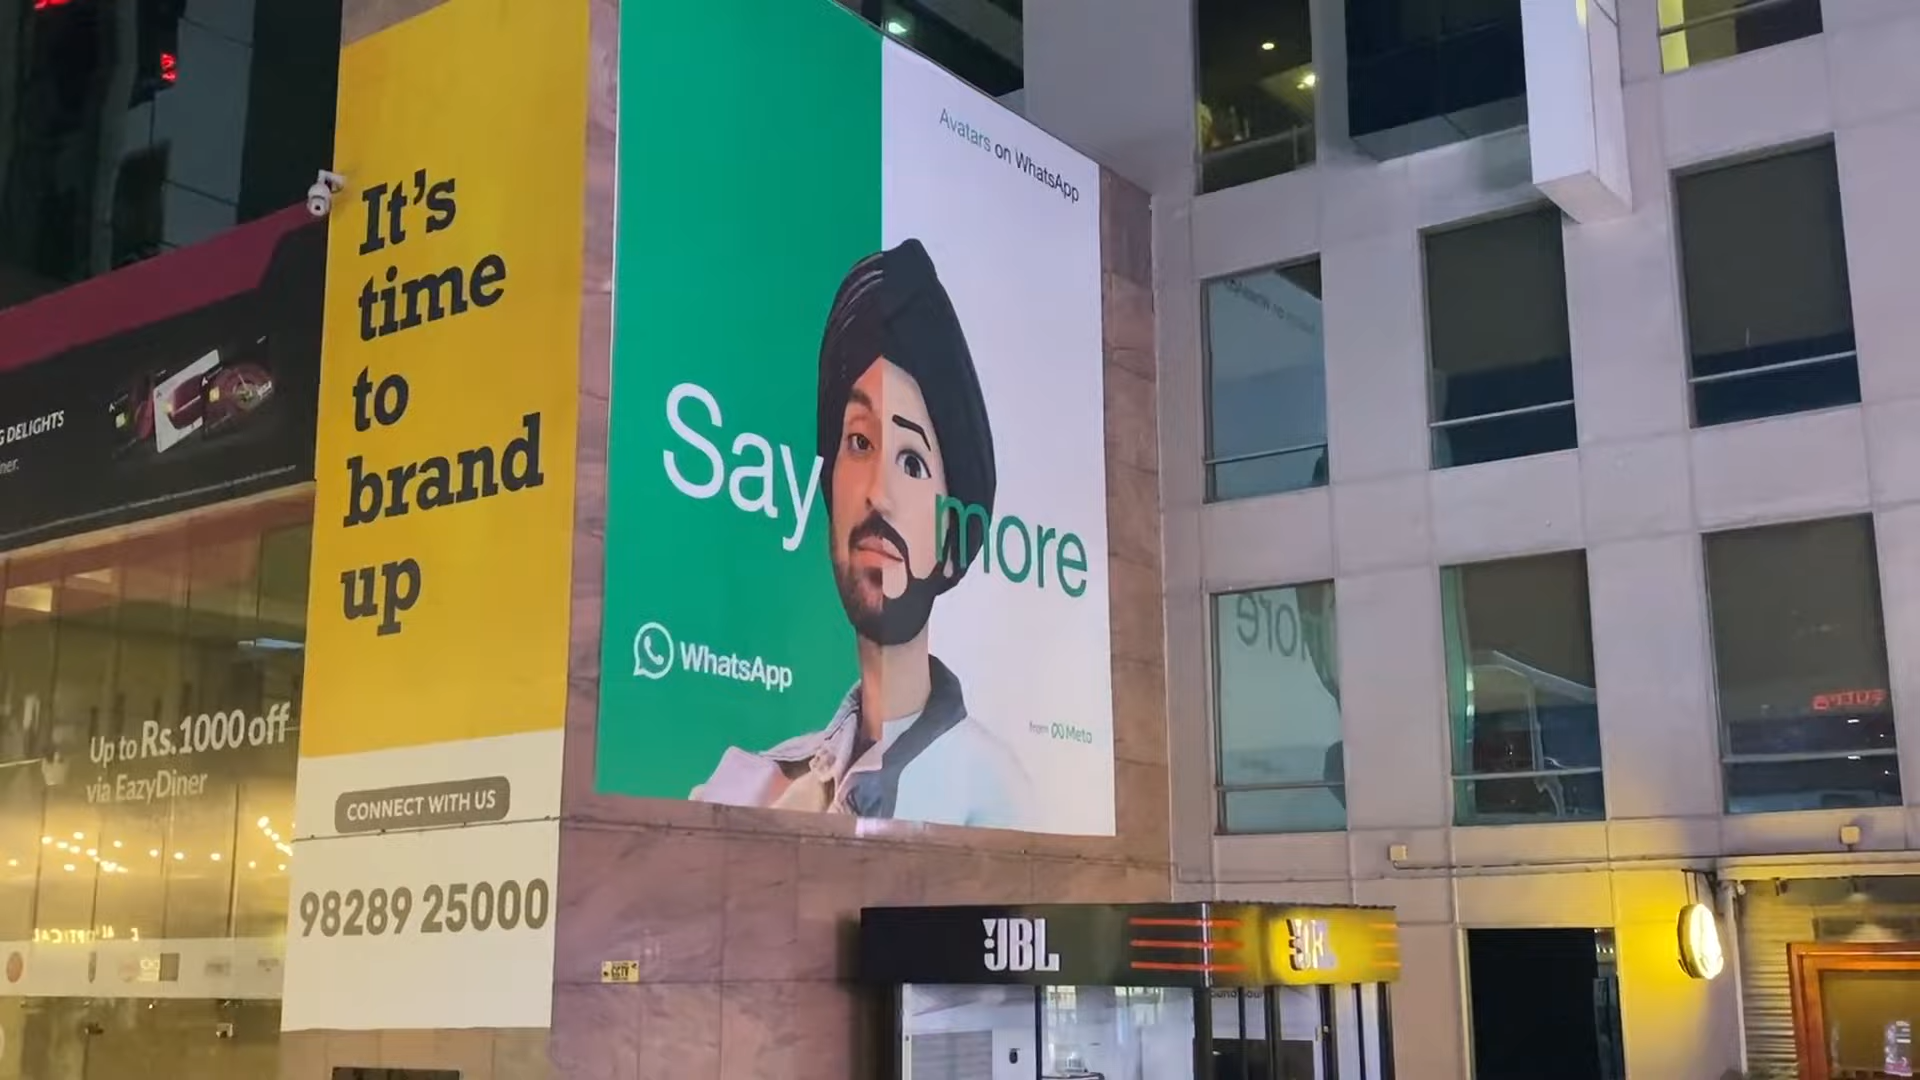 It's
time
to
brand
up
CONNECT WITH US
98289 25000
Avatars on WhatsApp
Say more
WhatsApp
from Meta
DELIGHTS
Up to Rs.1000 off
via EazyDiner
JBL
JBL
CCTV